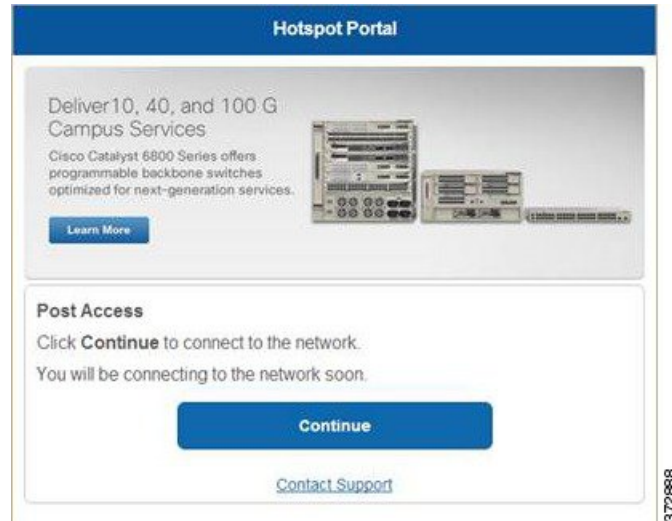 Hotspot Portal
Deliver10, 40, and 100 G
Campus Services
Cisco Catalyst 6800 Series offers
programmable backbone switches
optimized for next-generation services.
Learn More
Post Access
Click Continue to connect to the network.
You will be connecting to the network soon.
Continue
Contact Support
372888